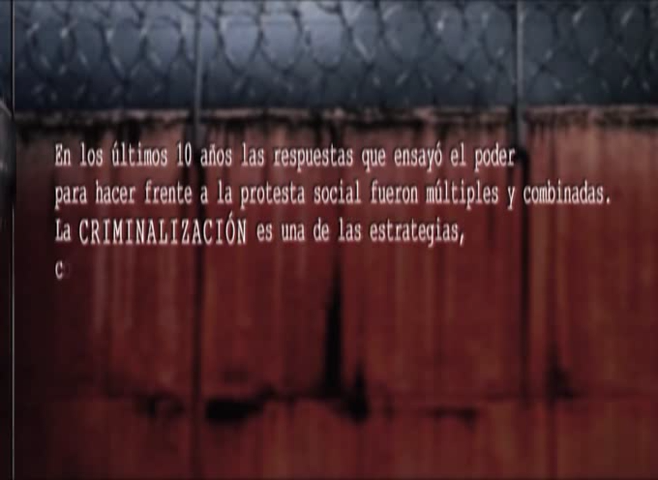 En los últimos 10 años las respuestas que ensayó el poder
para hacer frente a la protesta social fueron múltiples y combinadas.
La CRIMINALIZACIÓN es una de las estrategias,
c